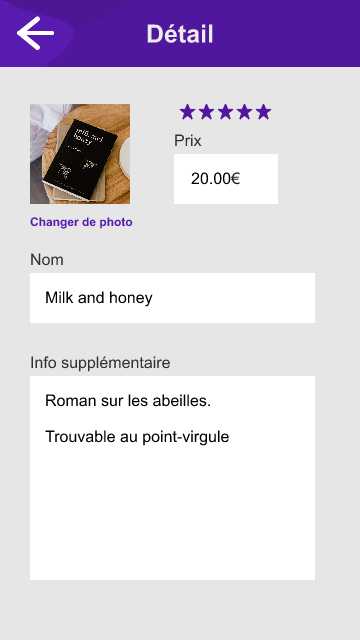 Détail
Prix
20.00€
milk and
honey
Changer de photo
Nom
Milk and honey
Info supplémentaire
Roman sur les abeilles.
Trouvable au point-virgule